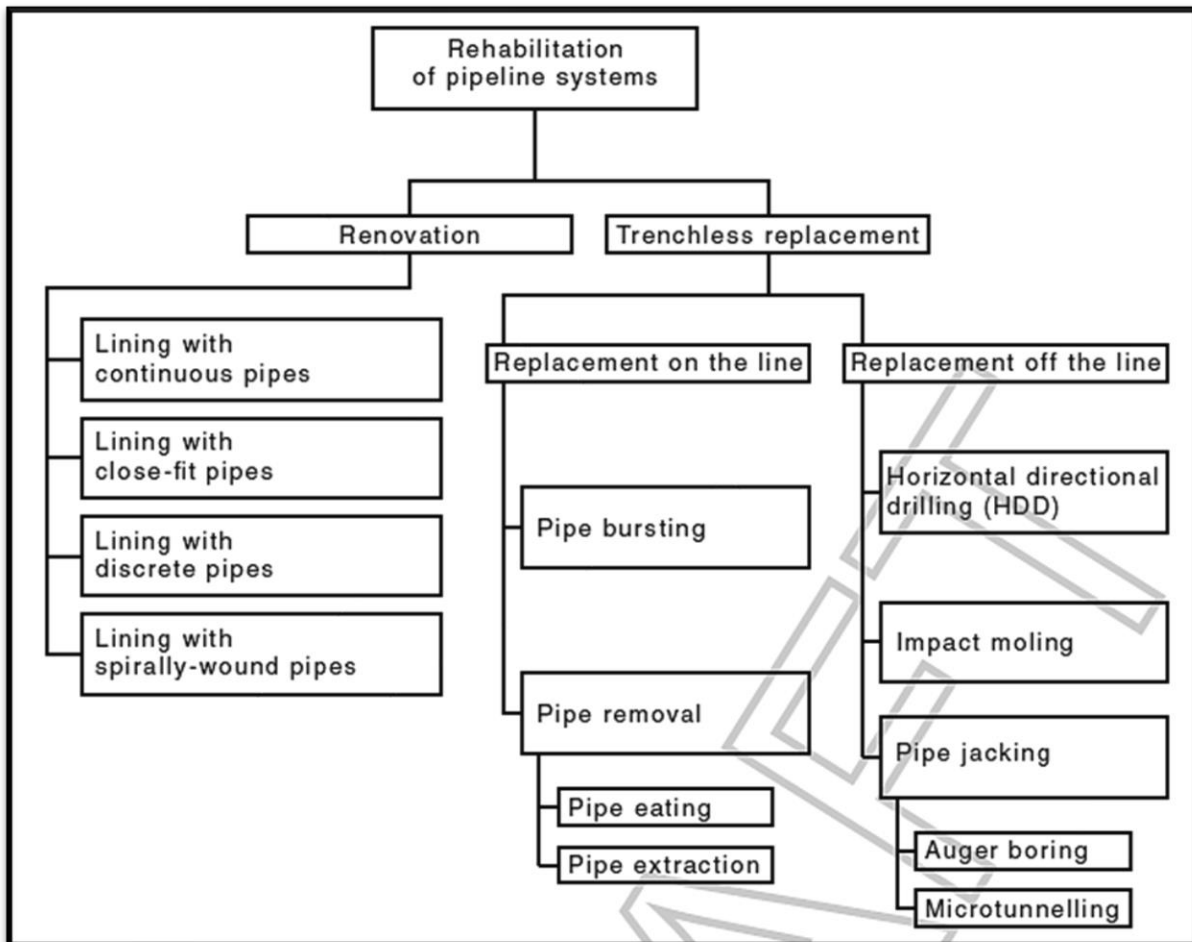 Rehabilitation
of pipeline systems
Renovation
Trenchless replacement
Lining with
continuous pipes
Lining with
close-fit pipes
Lining with
discrete pipes
Lining with
spirally-wound pipes
Replacement on the line
Pipe bursting
Pipe removal
Pipe eating
Pipe extraction
Replacement off the line
Horizontal directional
drilling (HDD)
Impact moling
Pipe jacking
Auger boring
Microtunnelling